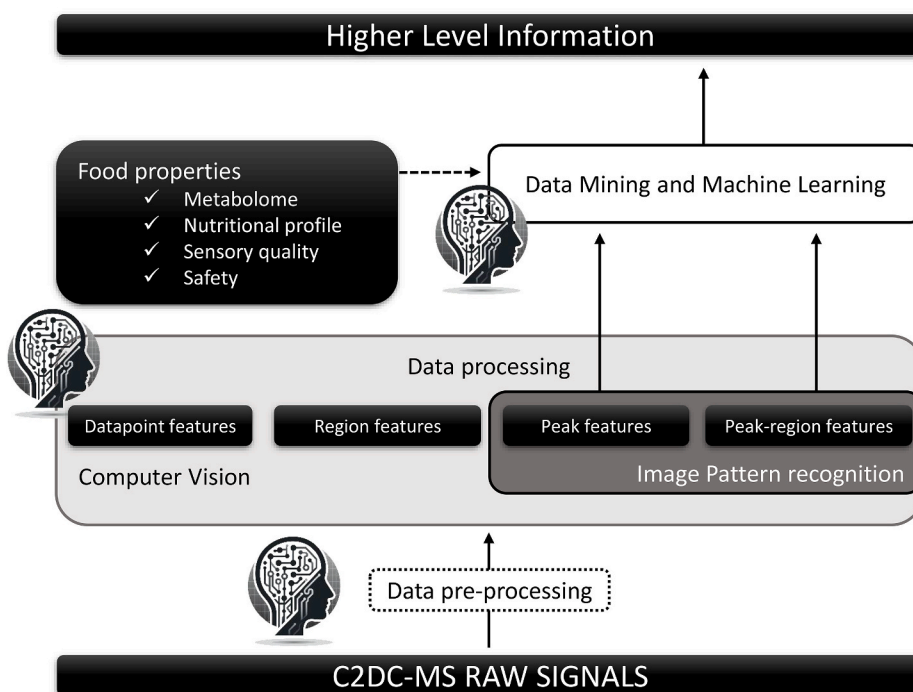 Higher Level Information
Food properties
✓ Metabolome
✓ Nutritional profile
✓ Sensory quality
✓ Safety
Data Mining and Machine Learning
Data processing
Datapoint features
Region features
Peak features
Peak-region features
Computer Vision
Image Pattern recognition
Data pre-processing
C2DC-MS RAW SIGNALS